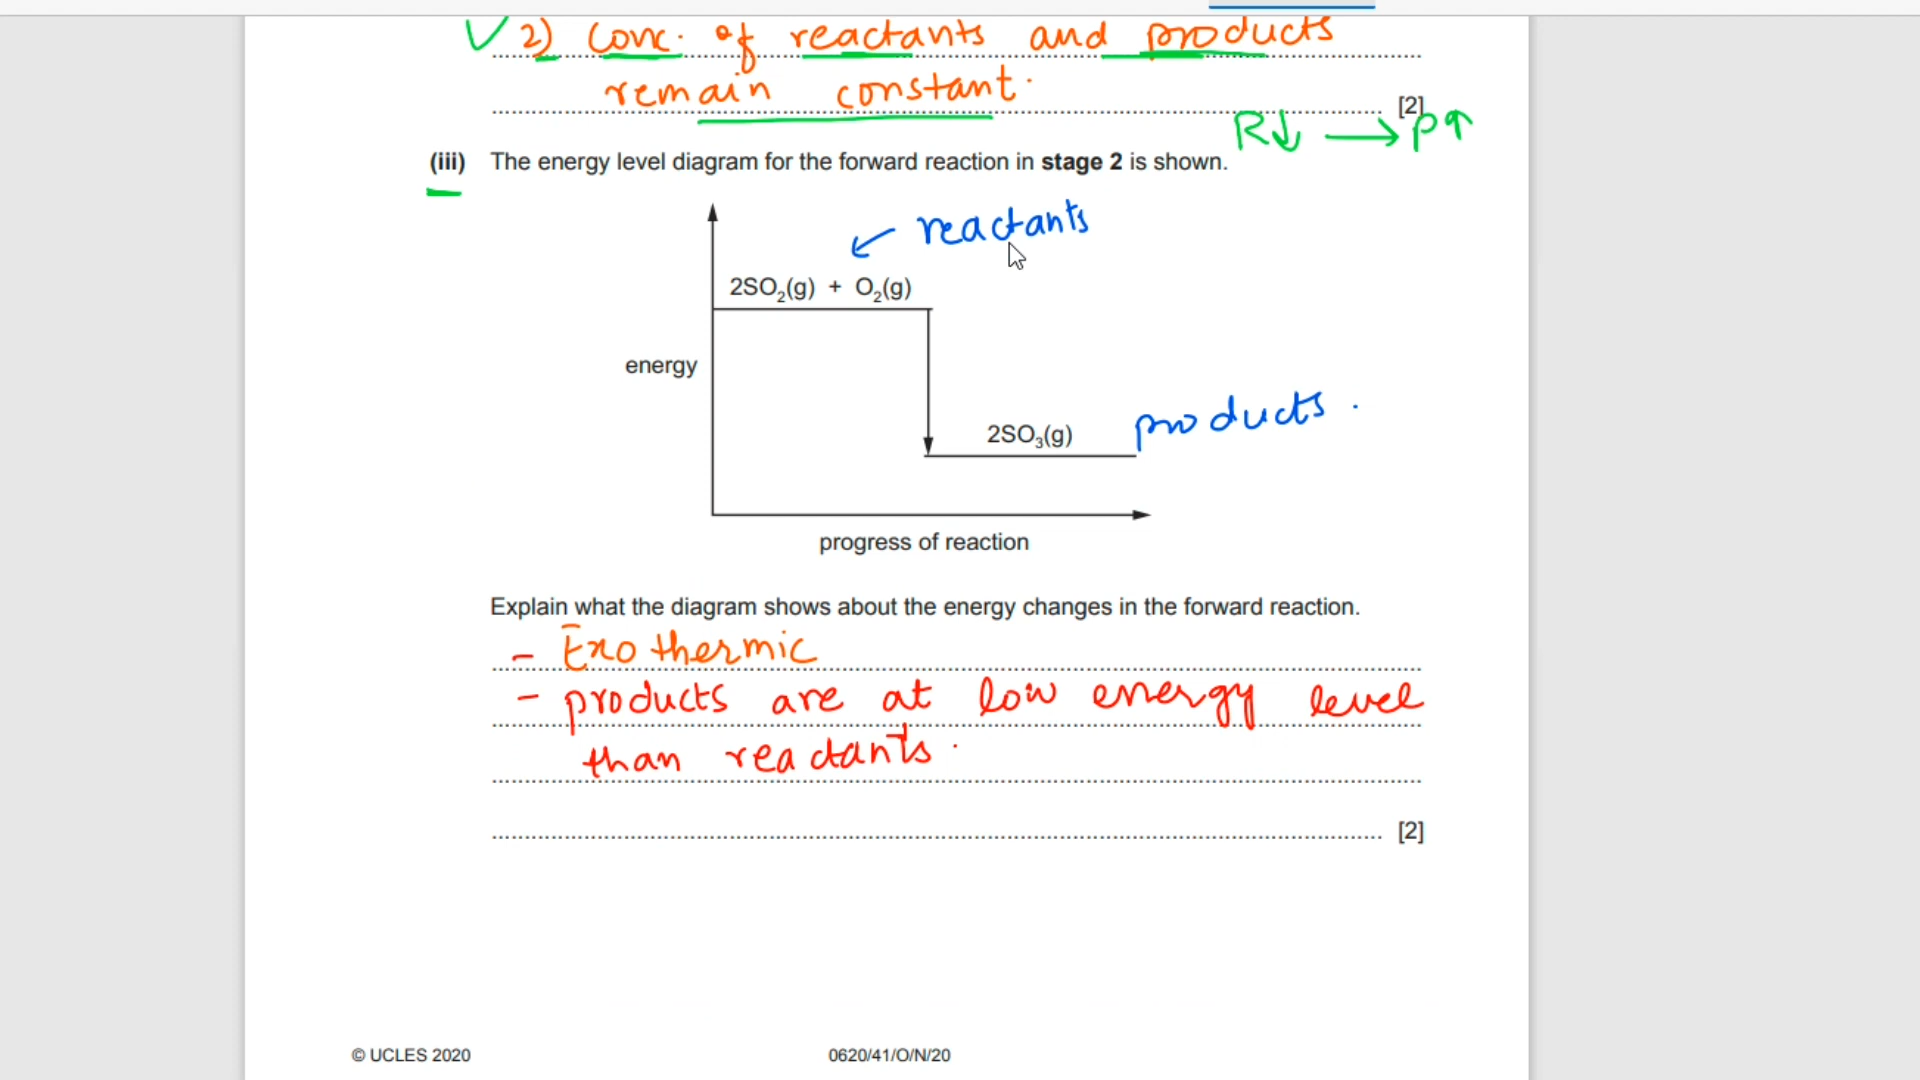 2) Conc. of reactants and products
remain constant.
[2]
R↓ → P↑
(iii) The energy level diagram for the forward reaction in stage 2 is shown.
reactants
2SO₂(g) + O₂(g)
energy
2SO₃(g)
products.
progress of reaction
Explain what the diagram shows about the energy changes in the forward reaction.
- Exothermic
- products are at low energy level
than reactants.
[2]
© UCLES 2020
0620/41/O/N/20